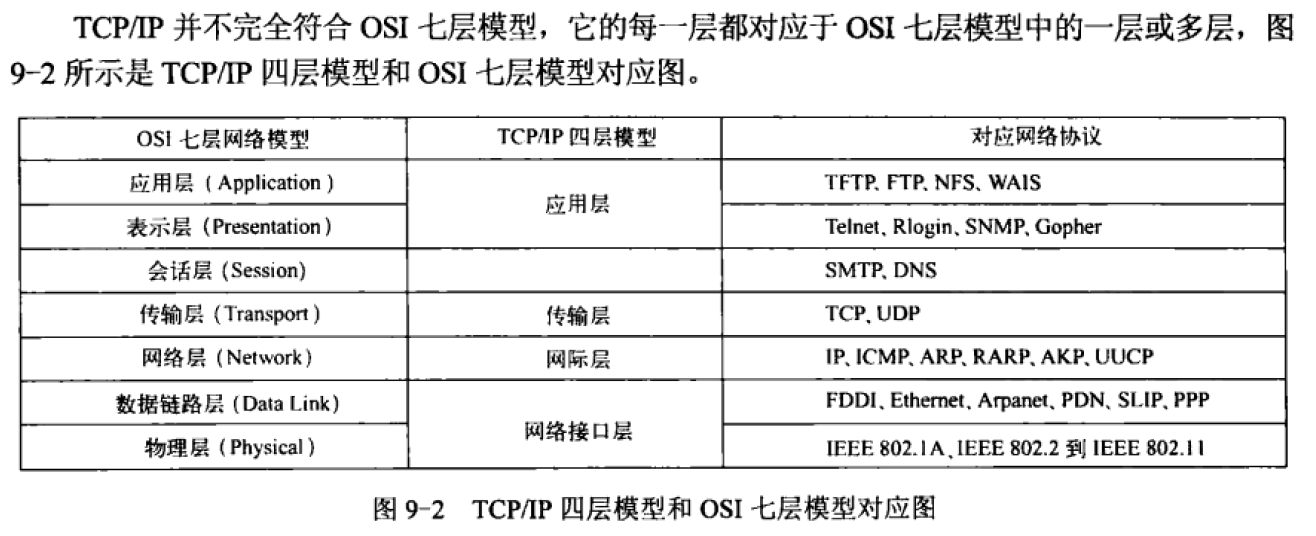 TCP/IP 并不完全符合 OSI 七层模型，它的每一层都对应于 OSI 七层模型中的一层或多层，图
9-2 所示是 TCP/IP 四层模型和 OSI 七层模型对应图。
OSI 七层网络模型 TCP/IP 四层模型 对应网络协议
应用层（Application） 应用层 TFTP、FTP、NFS、WAIS
表示层（Presentation） Telnet、Rlogin、SNMP、Gopher
会话层（Session） SMTP、DNS
传输层（Transport） 传输层 TCP、UDP
网络层（Network） 网际层 IP、ICMP、ARP、RARP、AKP、UUCP
数据链路层（Data Link） 网络接口层 FDDI、Ethernet、Arpanet、PDN、SLIP、PPP
物理层（Physical） IEEE 802.1A、IEEE 802.2 到 IEEE 802.11
图 9-2 TCP/IP 四层模型和 OSI 七层模型对应图